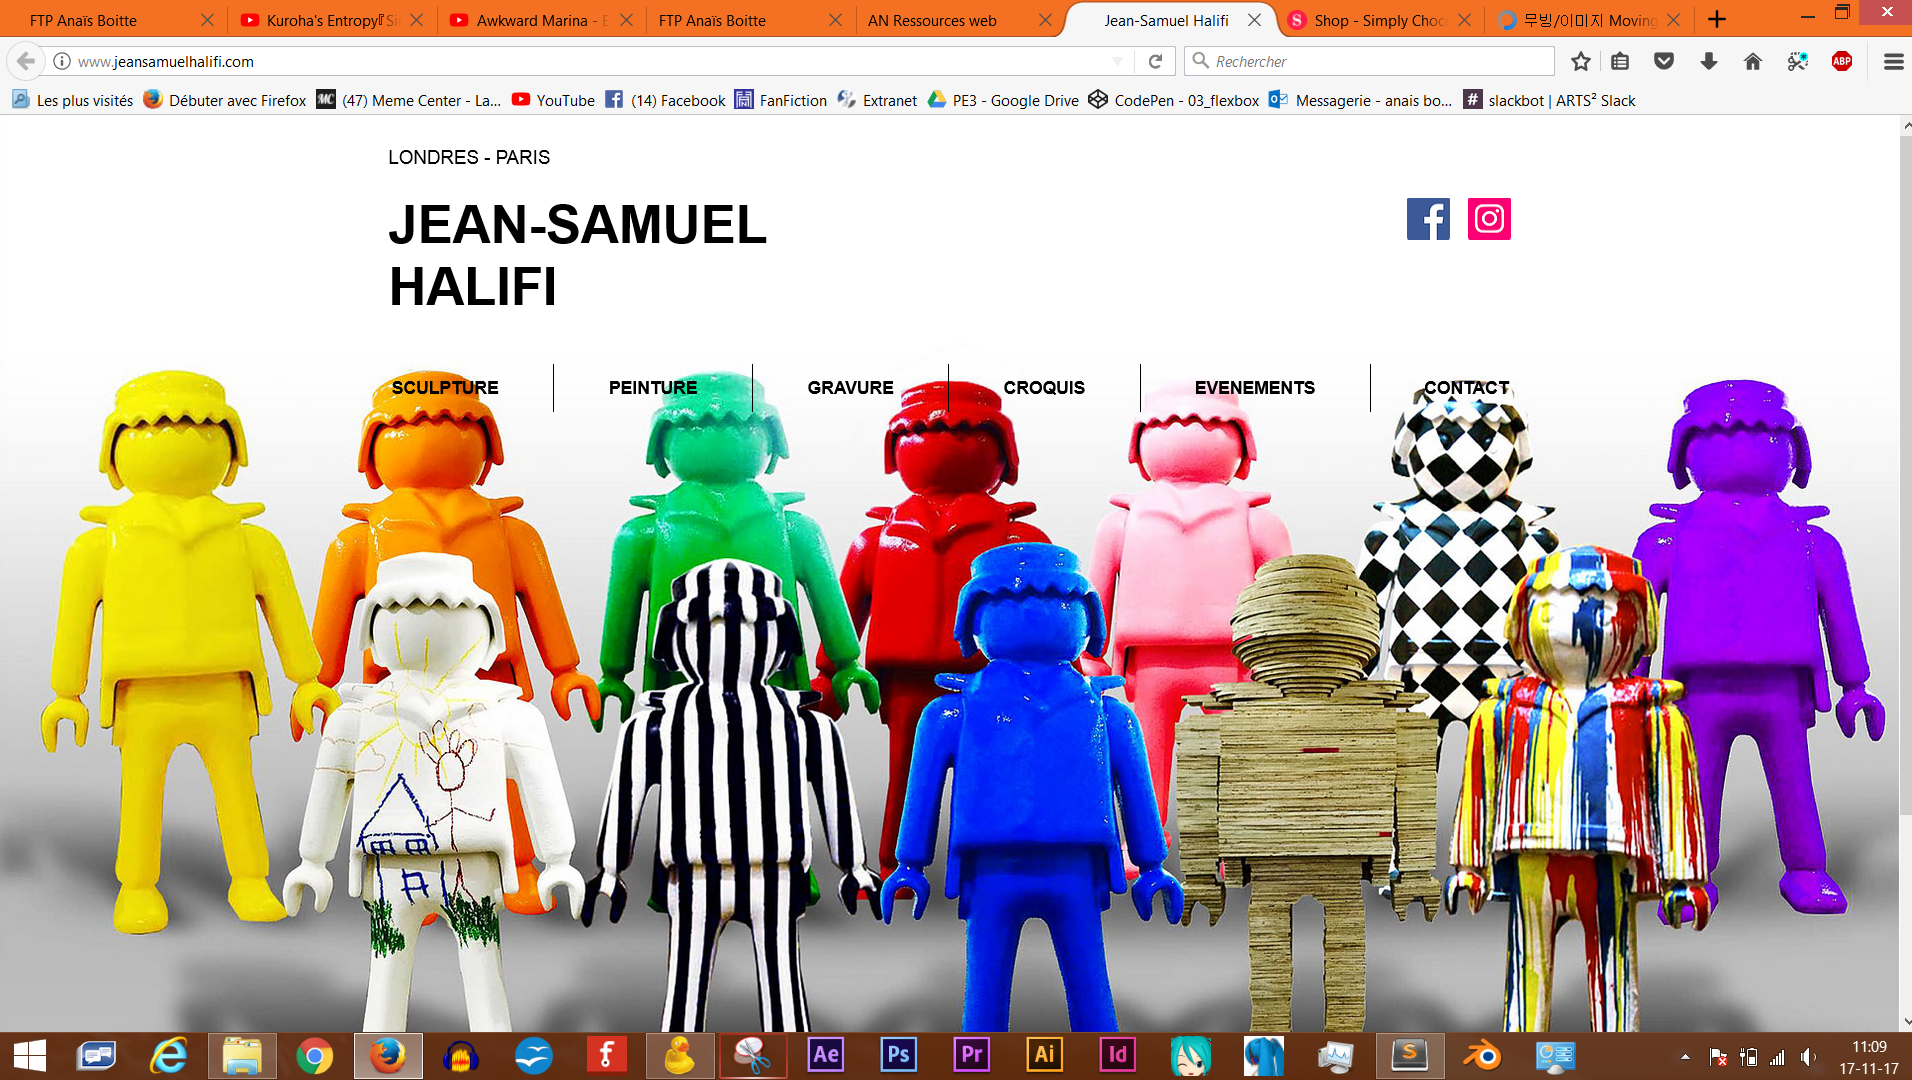 FTP Anaïs Boitte
Kuroha's Entropy『Si
Awkward Marina - E
FTP Anaïs Boitte
AN Ressources web
Jean-Samuel Halifi
Shop - Simply Choc
무빙/이미지 Moving
www.jeansamuelhalifi.com
Rechercher
ABP
Les plus visités
Débuter avec Firefox
MC
(47) Meme Center - La...
YouTube
(14) Facebook
FanFiction
Extranet
PE3 - Google Drive
CodePen - 03_flexbox
Messagerie - anais bo...
slackbot | ARTS² Slack
LONDRES - PARIS
JEAN-SAMUEL
HALIFI
SCULPTURE
PEINTURE
GRAVURE
CROQUIS
EVENEMENTS
CONTACT
Ae
Ps
Pr
Ai
Id
11:09
17-11-17